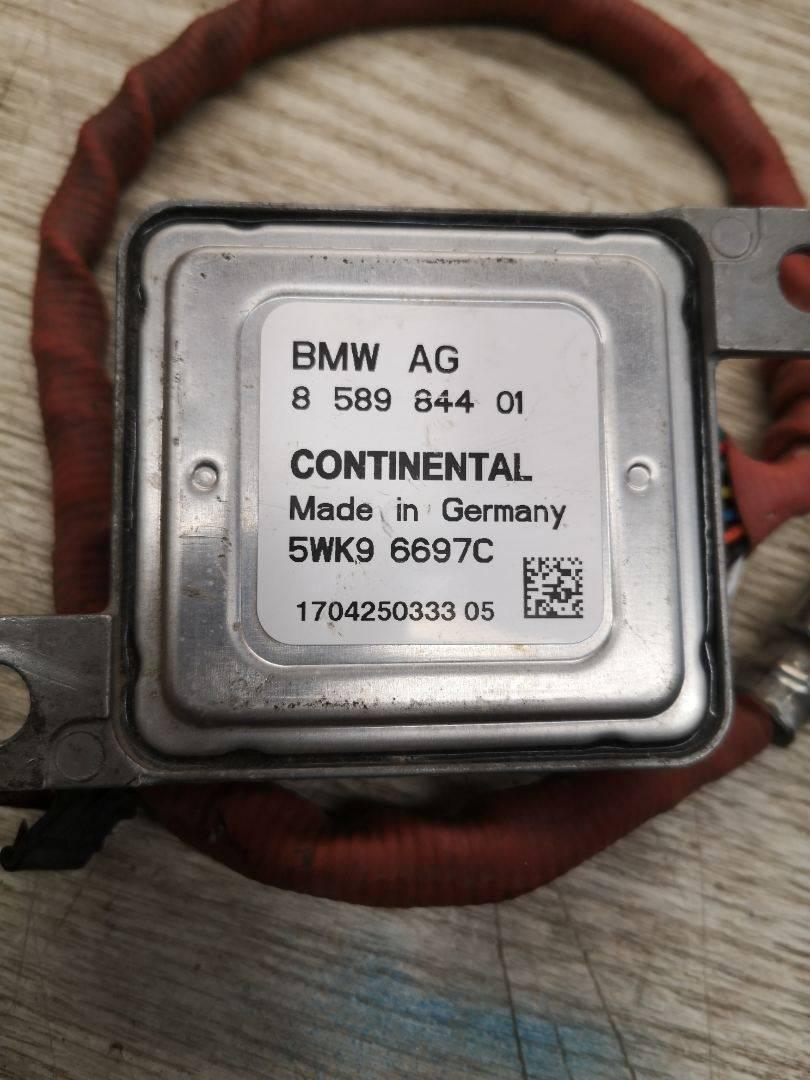 BMW AG
8 589 844 01
CONTINENTAL
Made in Germany
5WK9 6697C
1704250333 05